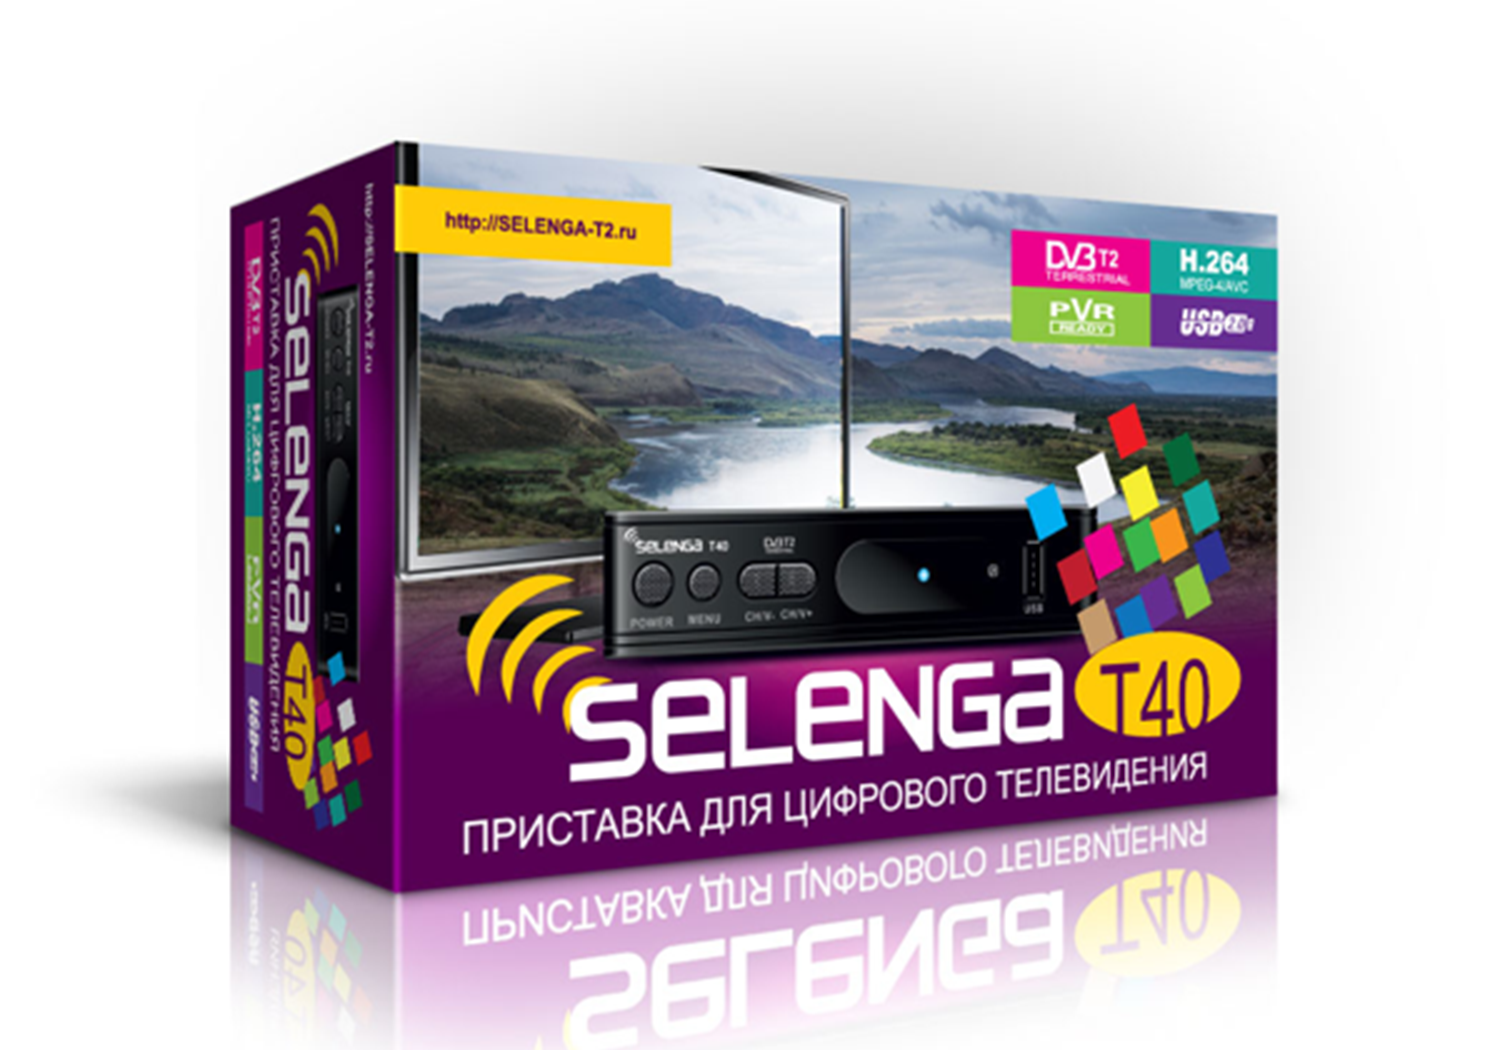 http://SELENGA-T2.ru
DVB T2
TERRESTRIAL
H.264
MPEG-4/AVC
PVR
READY
USB 2.0
SELENGA T40
DVB T2
POWER
MENU
CH/V-
CH/V+
USB
SELENGA T40
ПРИСТАВКА ДЛЯ ЦИФРОВОГО ТЕЛЕВИДЕНИЯ
http://SELENGA-T2.ru
SELENGA T40
ПРИСТАВКА ДЛЯ ЦИФРОВОГО ТЕЛЕВИДЕНИЯ
DVB T2
H.264
PVR
USB